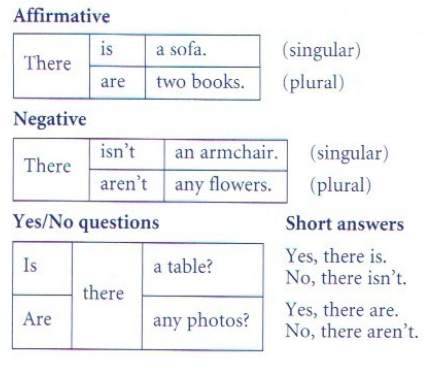 Affirmative
There is a sofa. (singular)
are two books. (plural)
Negative
There isn't an armchair. (singular)
aren't any flowers. (plural)
Yes/No questions Short answers
Is there a table? Yes, there is.
No, there isn't.
Are any photos? Yes, there are.
No, there aren't.